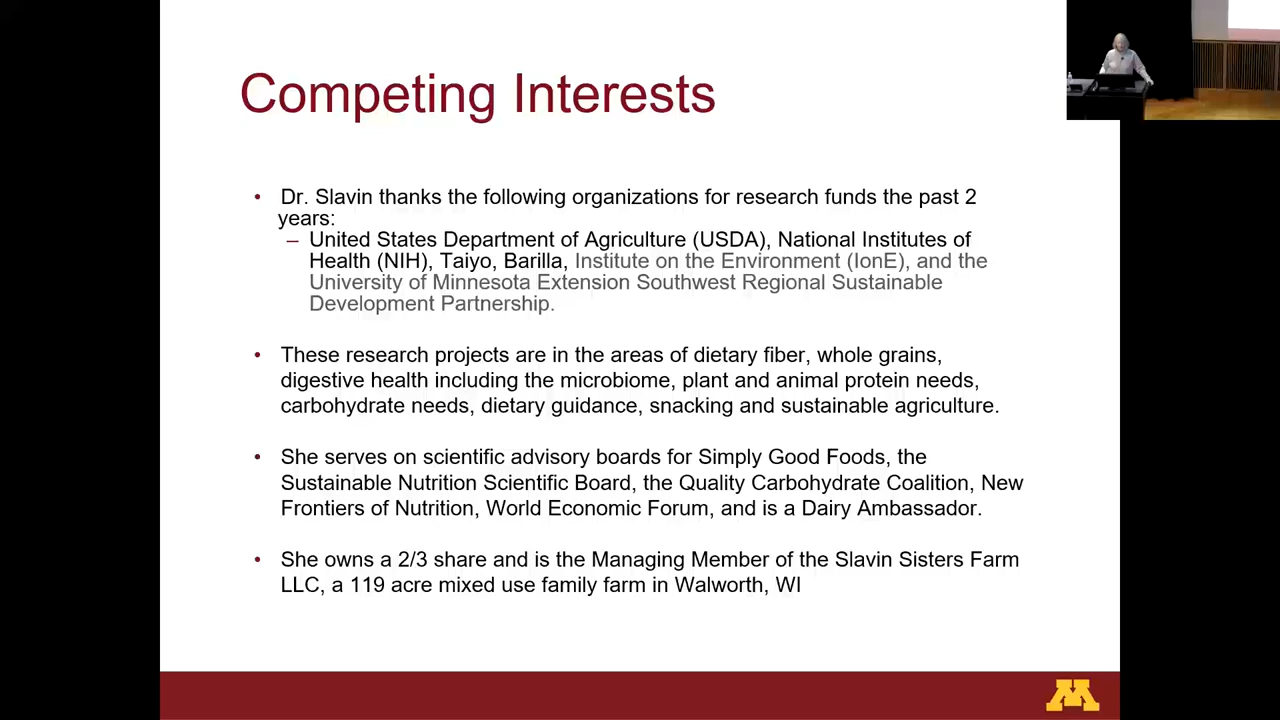 Competing Interests
• Dr. Slavin thanks the following organizations for research funds the past 2
years:
– United States Department of Agriculture (USDA), National Institutes of
Health (NIH), Taiyo, Barilla, Institute on the Environment (IonE), and the
University of Minnesota Extension Southwest Regional Sustainable
Development Partnership.
• These research projects are in the areas of dietary fiber, whole grains,
digestive health including the microbiome, plant and animal protein needs,
carbohydrate needs, dietary guidance, snacking and sustainable agriculture.
• She serves on scientific advisory boards for Simply Good Foods, the
Sustainable Nutrition Scientific Board, the Quality Carbohydrate Coalition, New
Frontiers of Nutrition, World Economic Forum, and is a Dairy Ambassador.
• She owns a 2/3 share and is the Managing Member of the Slavin Sisters Farm
LLC, a 119 acre mixed use family farm in Walworth, WI
M